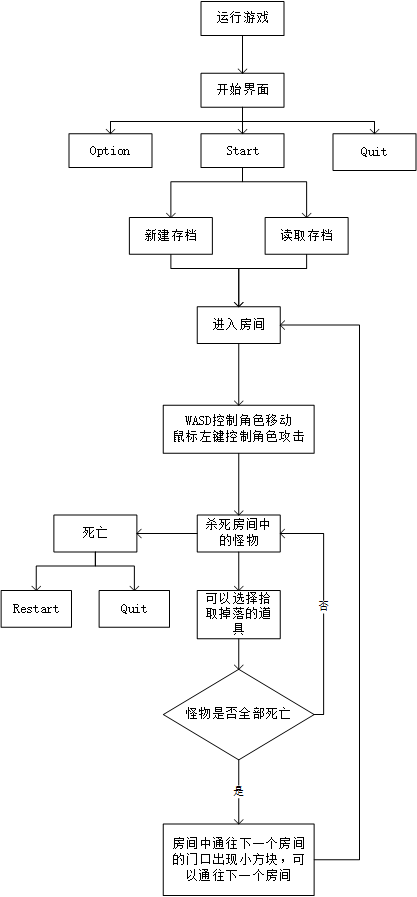 运行游戏
开始界面
Option
Start
Quit
新建存档
读取存档
进入房间
WASD控制角色移动
鼠标左键控制角色攻击
死亡
杀死房间中
的怪物
Restart
Quit
可以选择拾
取掉落的道
具
否
怪物是否全部死亡
是
房间中通往下一个房间
的门口出现小方块，可
以通往下一个房间